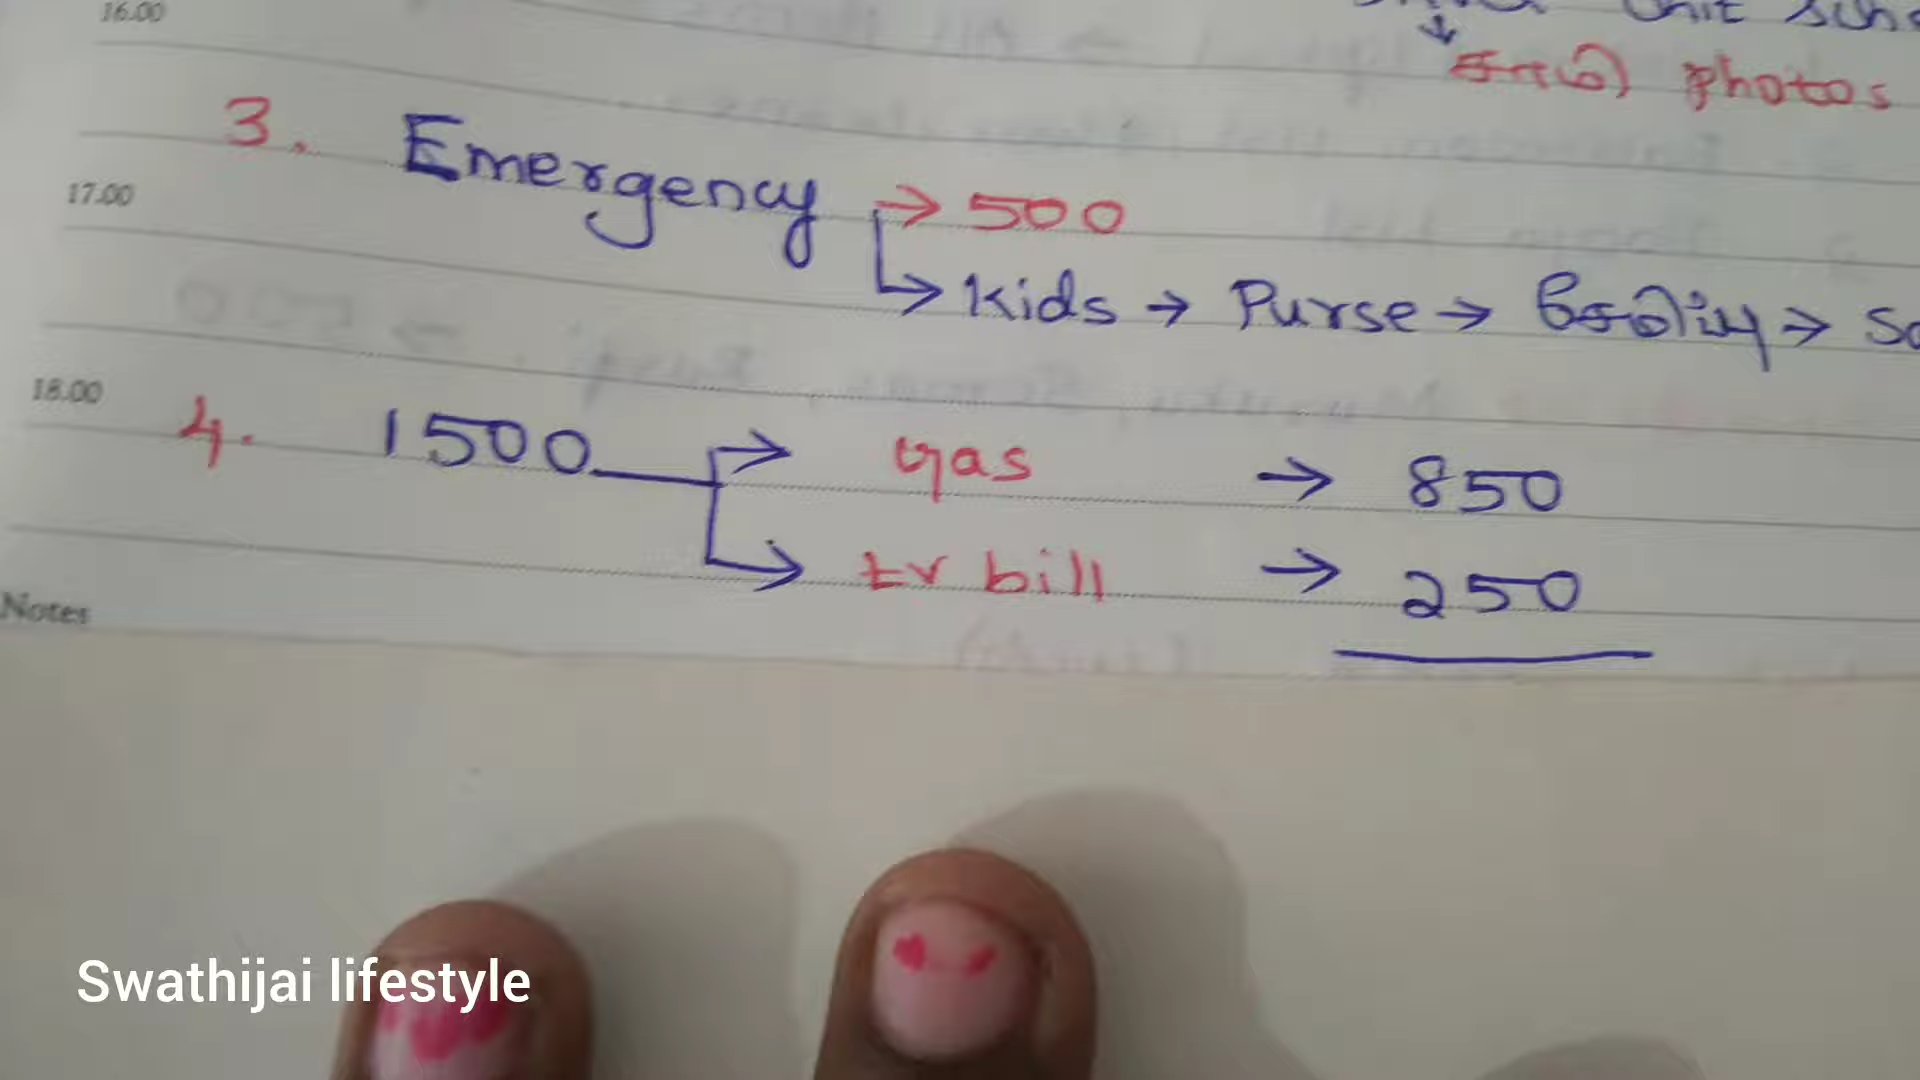 16.00
unit
சாமி photos
3. Emergency → 500
17.00
→ Kids → Purse → →
18.00
4. 1500 → gas → 850
→ tv bill → 250
Notes
Swathijai lifestyle